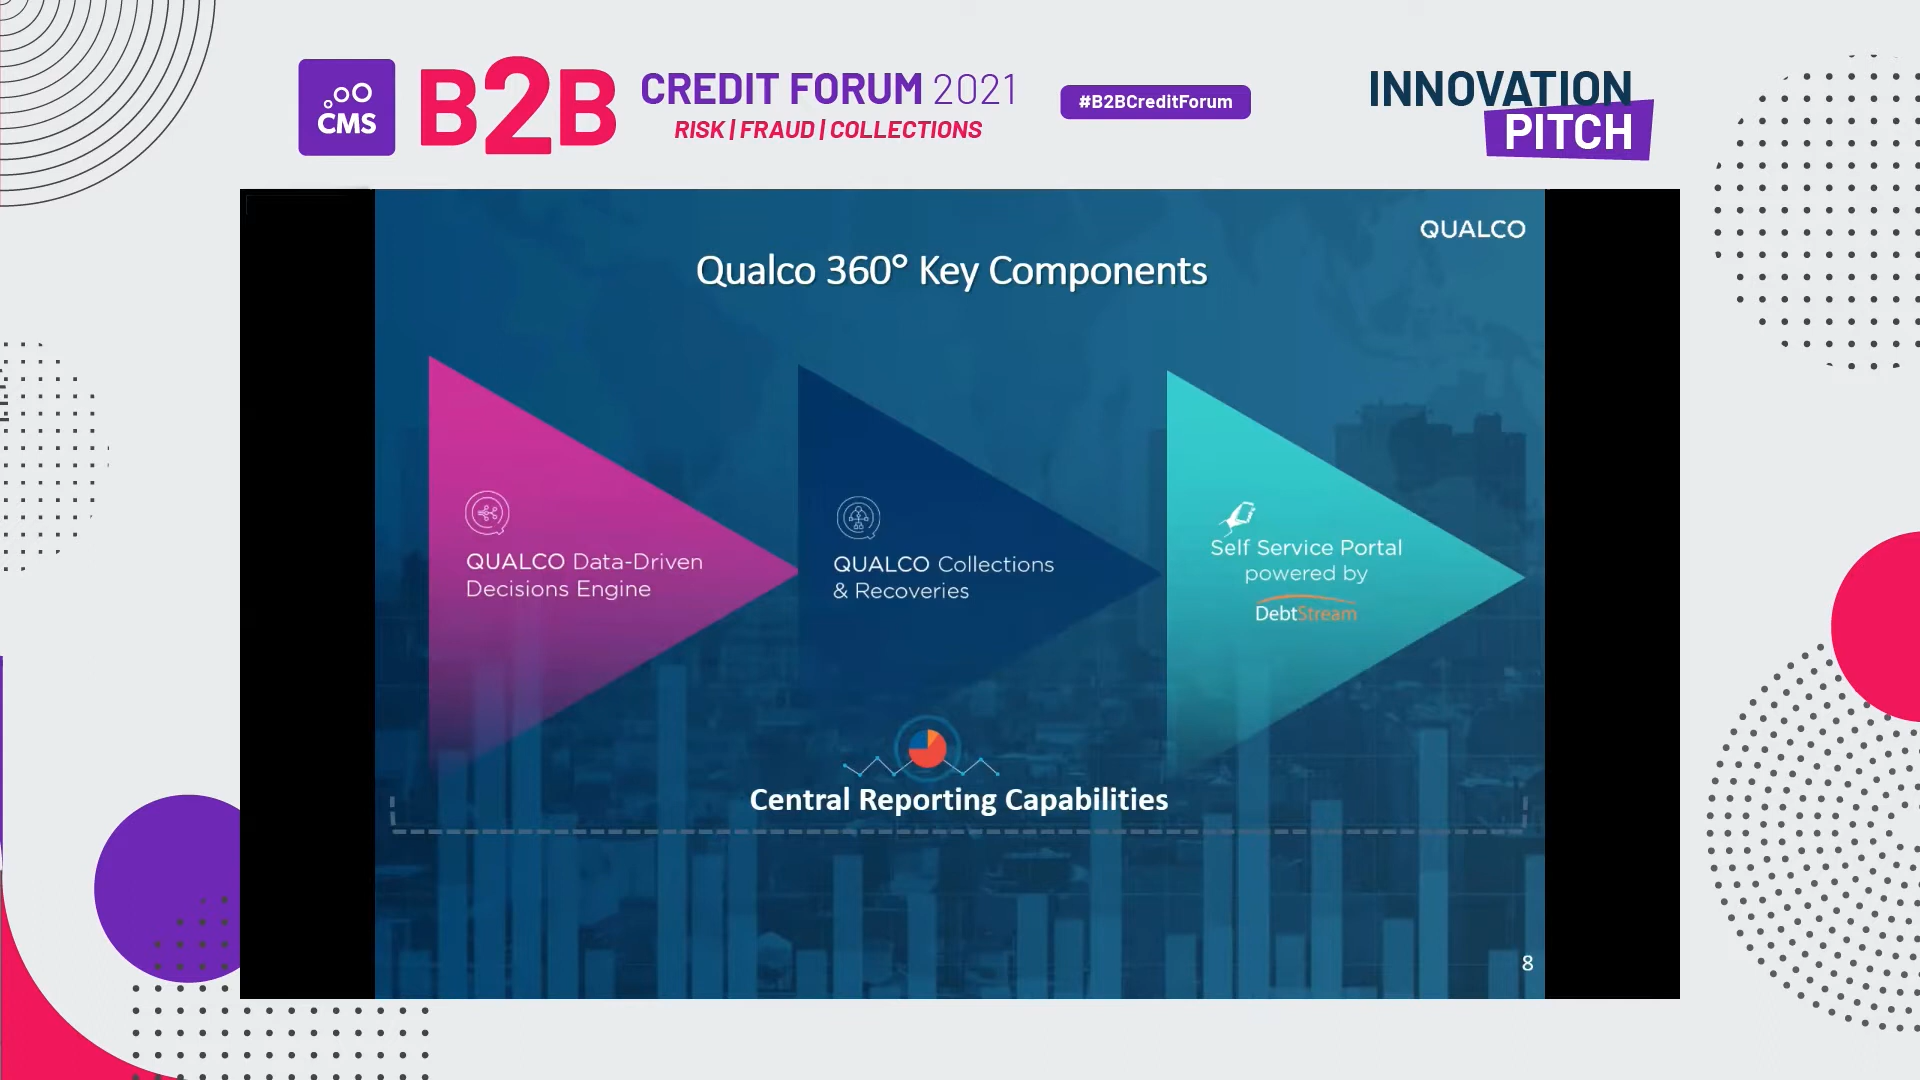 CMS
B2B
CREDIT FORUM 2021
RISK | FRAUD | COLLECTIONS
#B2BCreditForum
INNOVATION
PITCH
QUALCO
Qualco 360° Key Components
QUALCO Data-Driven
Decisions Engine
QUALCO Collections
& Recoveries
Self Service Portal
powered by
DebtStream
Central Reporting Capabilities
8